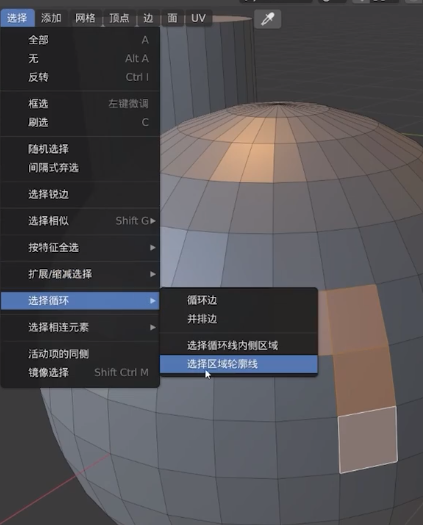 选择 添加 网格 顶点 边 面 UV
全部 A
无 Alt A
反转 Ctrl I
框选 左键微调
刷选 C
随机选择
间隔式弃选
选择锐边
选择相似 Shift G
按特征全选
扩展/缩减选择
选择循环
循环边
并排边
选择循环线内侧区域
选择区域轮廓线
选择相连元素
活动项的同侧
镜像选择 Shift Ctrl M